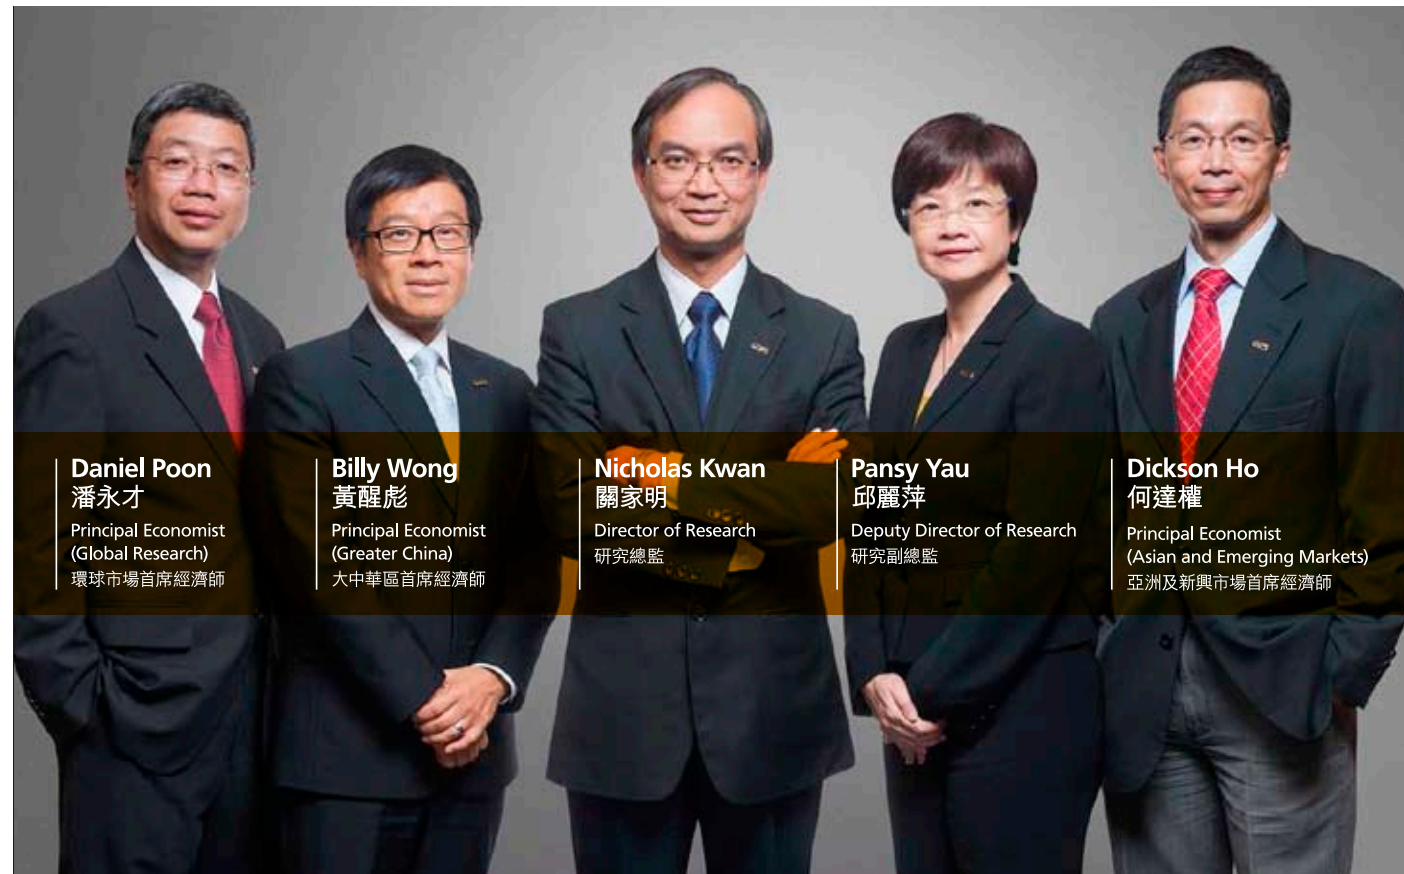 Daniel Poon
潘永才
Principal Economist
(Global Research)
環球市場首席經濟師
Billy Wong
黃醒彪
Principal Economist
(Greater China)
大中華區首席經濟師
Nicholas Kwan
關家明
Director of Research
研究總監
Pansy Yau
邱麗萍
Deputy Director of Research
研究副總監
Dickson Ho
何達權
Principal Economist
(Asian and Emerging Markets)
亞洲及新興市場首席經濟師